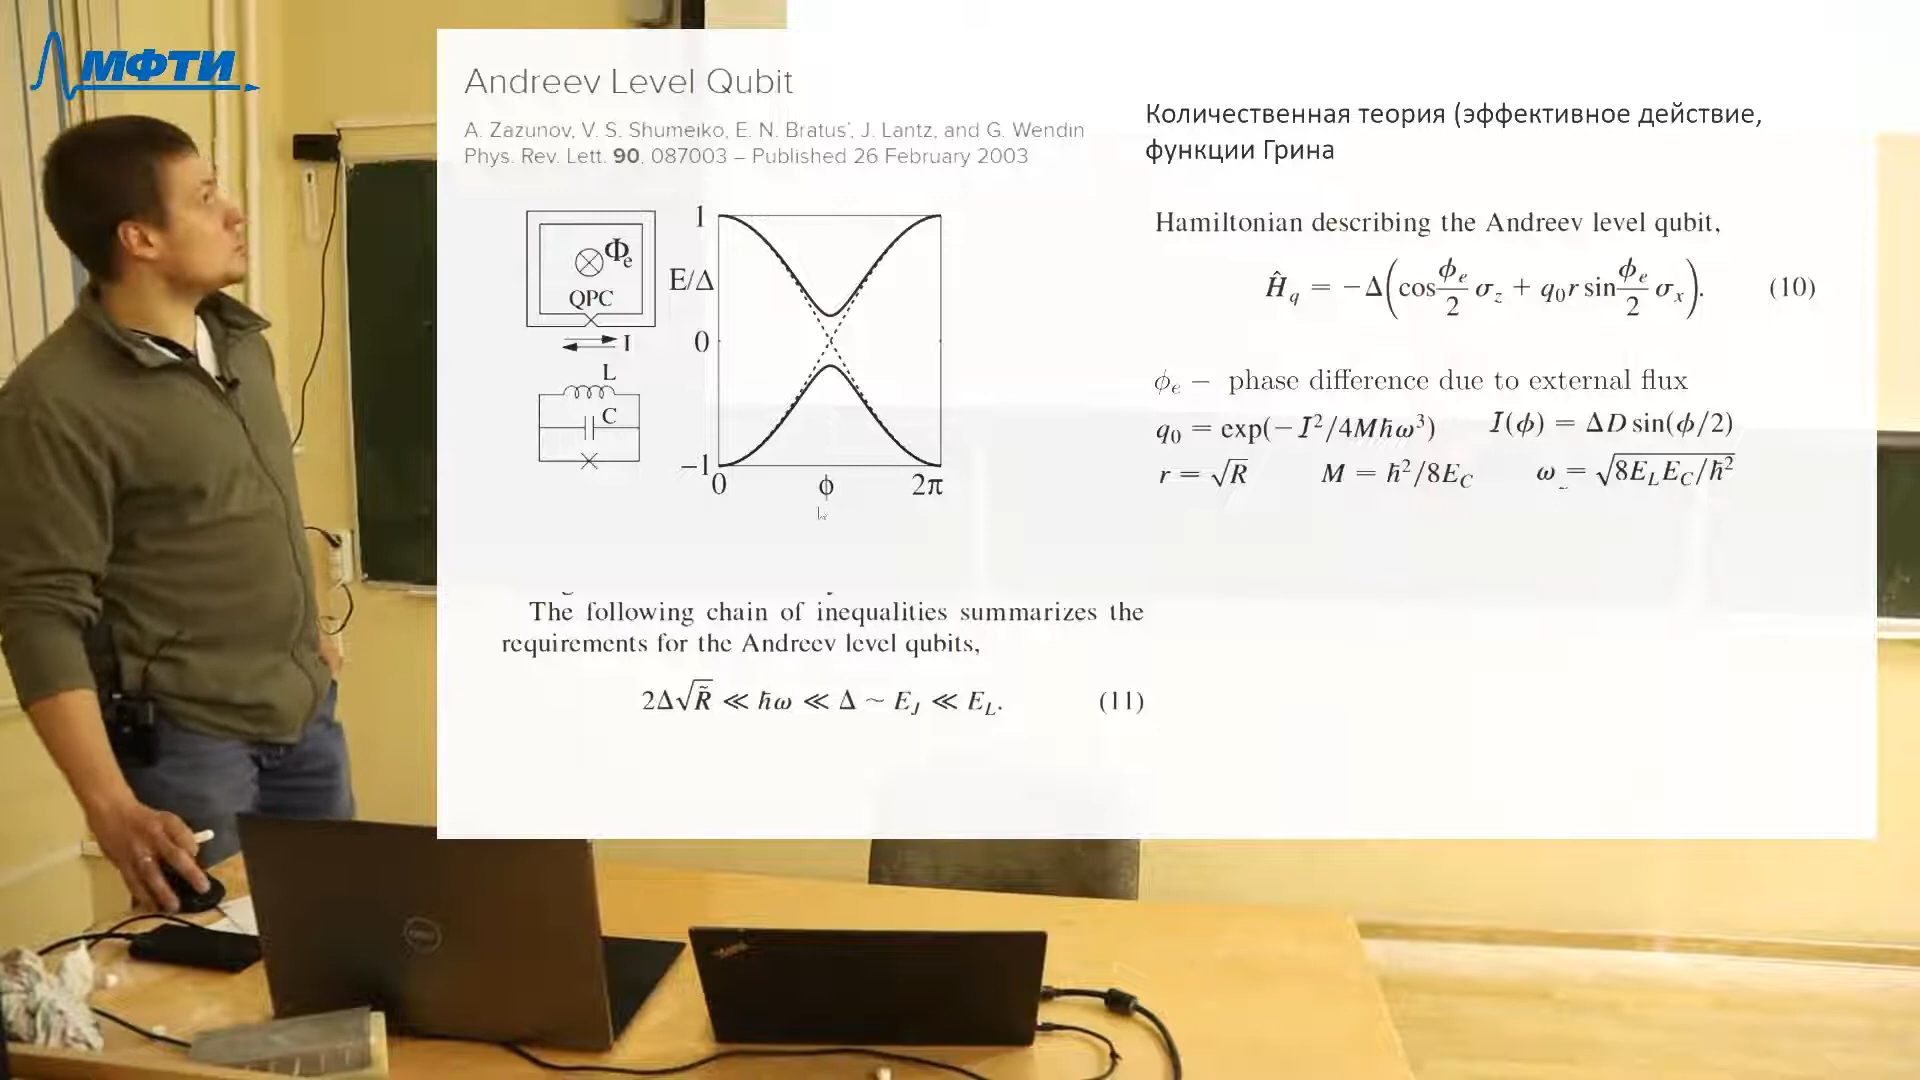 МФТИ
Andreev Level Qubit
A. Zazunov, V. S. Shumeiko, E. N. Bratus', J. Lantz, and G. Wendin
Phys. Rev. Lett. 90, 087003 – Published 26 February 2003
Φe
QPC
I
L
C
1
E/Δ
0
−1
0
ϕ
2π
The following chain of inequalities summarizes the
requirements for the Andreev level qubits,
2Δ√R̃ ≪ ℏω ≪ Δ ~ E_J ≪ E_L. (11)
Количественная теория (эффективное действие,
функции Грина
Hamiltonian describing the Andreev level qubit,
Ĥ_q = −Δ(cos ϕ_e/2 σ_z + q_0 r sin ϕ_e/2 σ_x). (10)
ϕ_e − phase difference due to external flux
q_0 = exp(−I²/4Mℏω³) I(ϕ) = ΔD sin(ϕ/2)
r = √R M = ℏ²/8E_C ω = √8E_L E_C/ℏ²